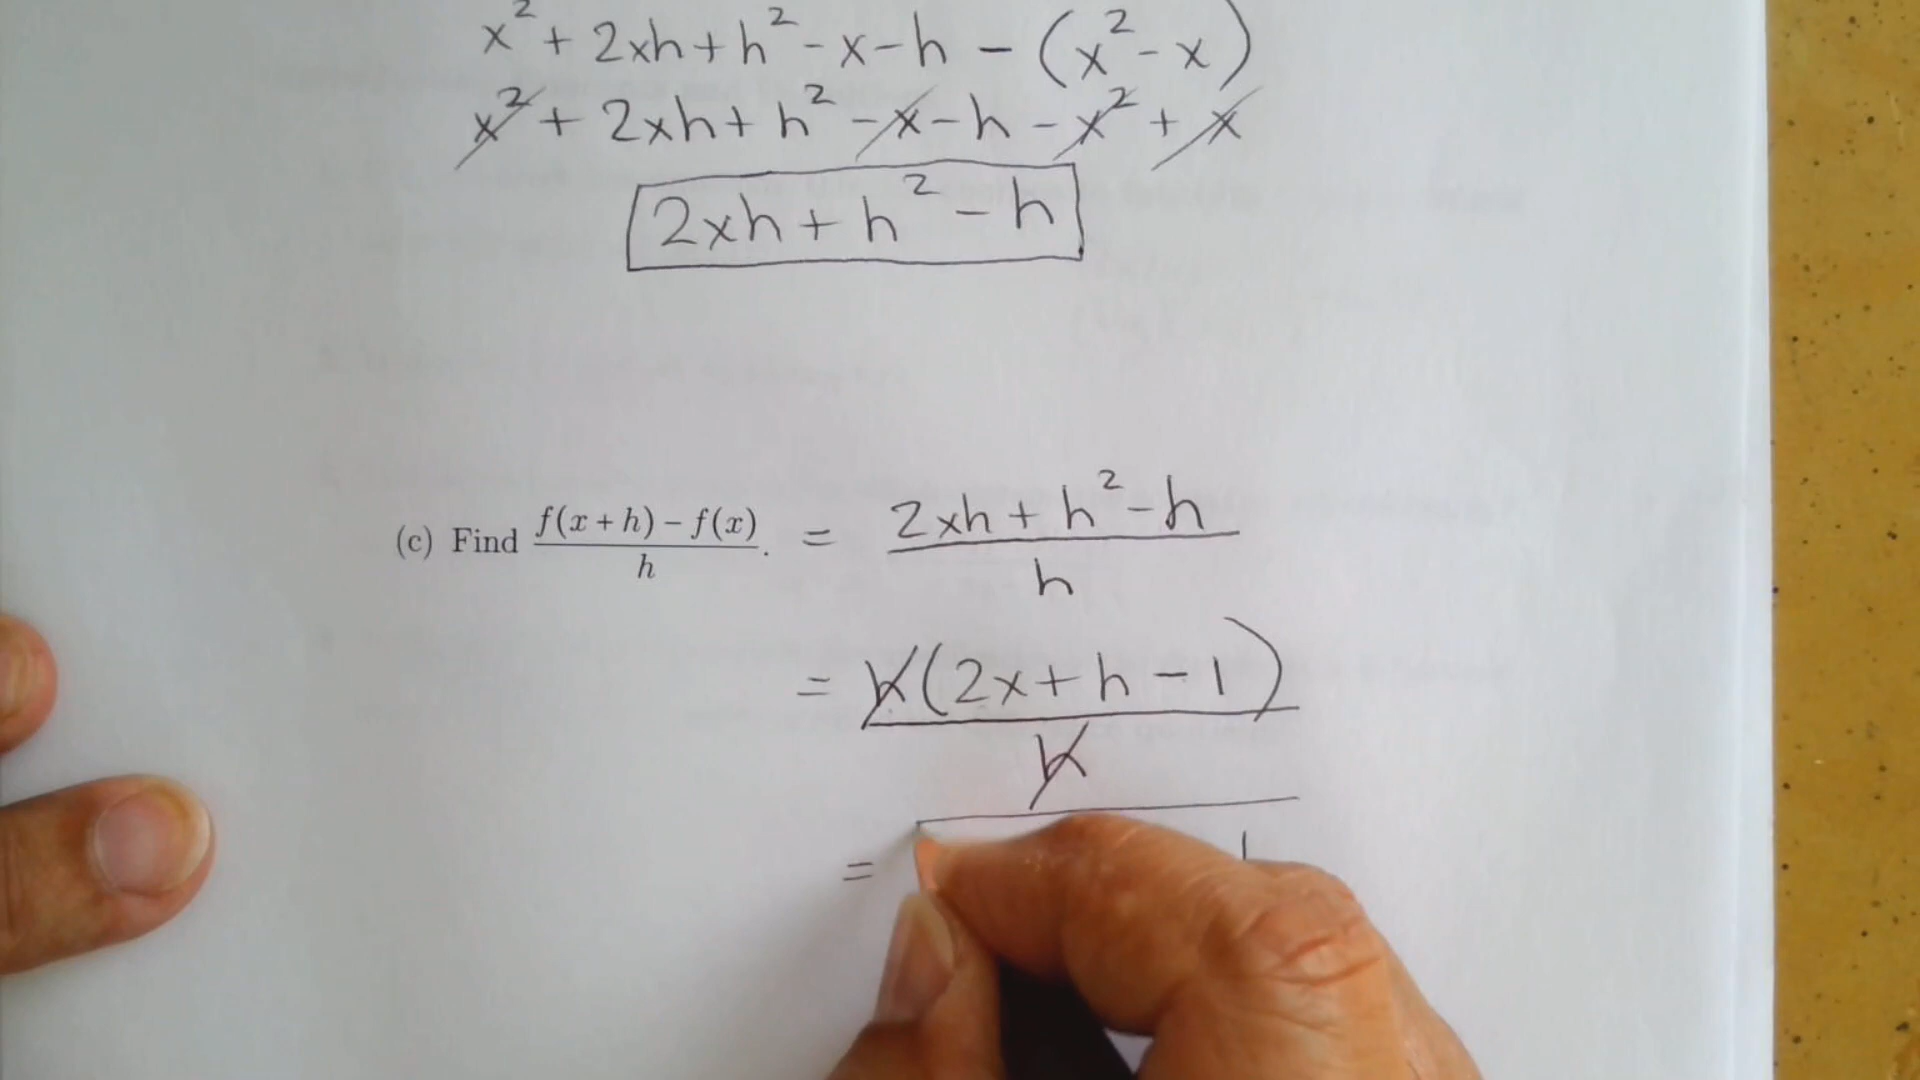 x² + 2xh + h² - x - h - (x² - x)
x² + 2xh + h² - x - h - x² + x
2xh + h² - h
(c) Find f(x + h) - f(x) / h . = 2xh + h² - h / h
= h(2x + h - 1) / h
=